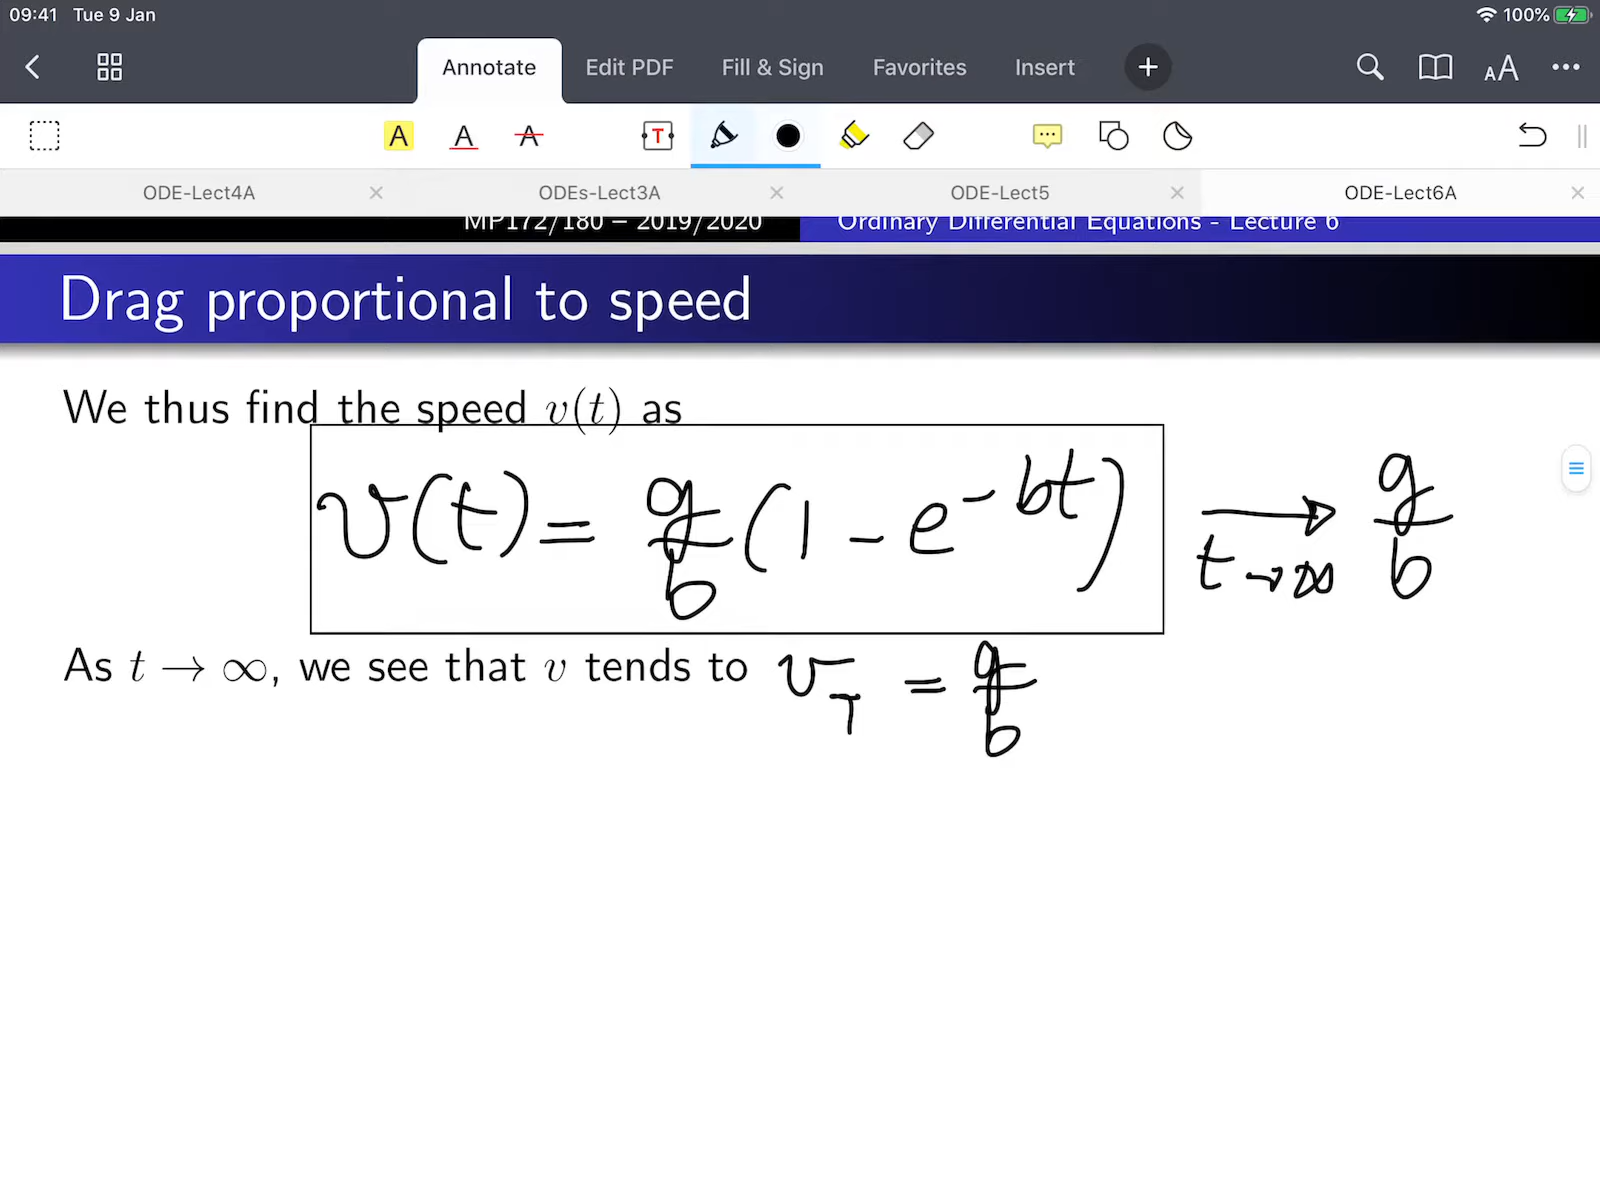 09:41 Tue 9 Jan 100%
Annotate Edit PDF Fill & Sign Favorites Insert + AA
A A A T
ODE-Lect4A ODEs-Lect3A ODE-Lect5 ODE-Lect6A
MP172/180 – 2019/2020 Ordinary Differential Equations - Lecture 6
Drag proportional to speed
We thus find the speed v(t) as
v(t) = g/b (1 - e^{-bt}) → t→∞ g/b
As t → ∞, we see that v tends to v_T = g/b